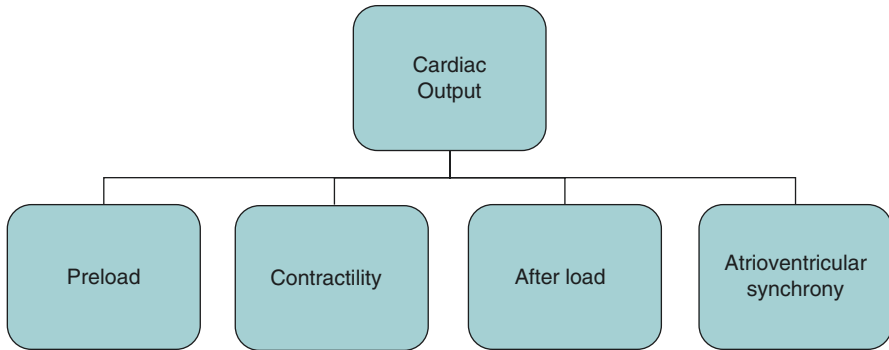 Cardiac
Output
Preload
Contractility
After load
Atrioventricular
synchrony